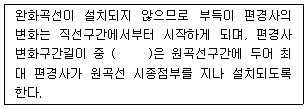 완화곡선이 설치되지 않으므로 부득이 편경사의
변화는 직선구간에서부터 시작하게 되며, 편경사
변화구간길이 중 (     )은 원곡선구간에 두어 최
대 편경사가 원곡선 시종점부를 지나 설치되도록
한다.